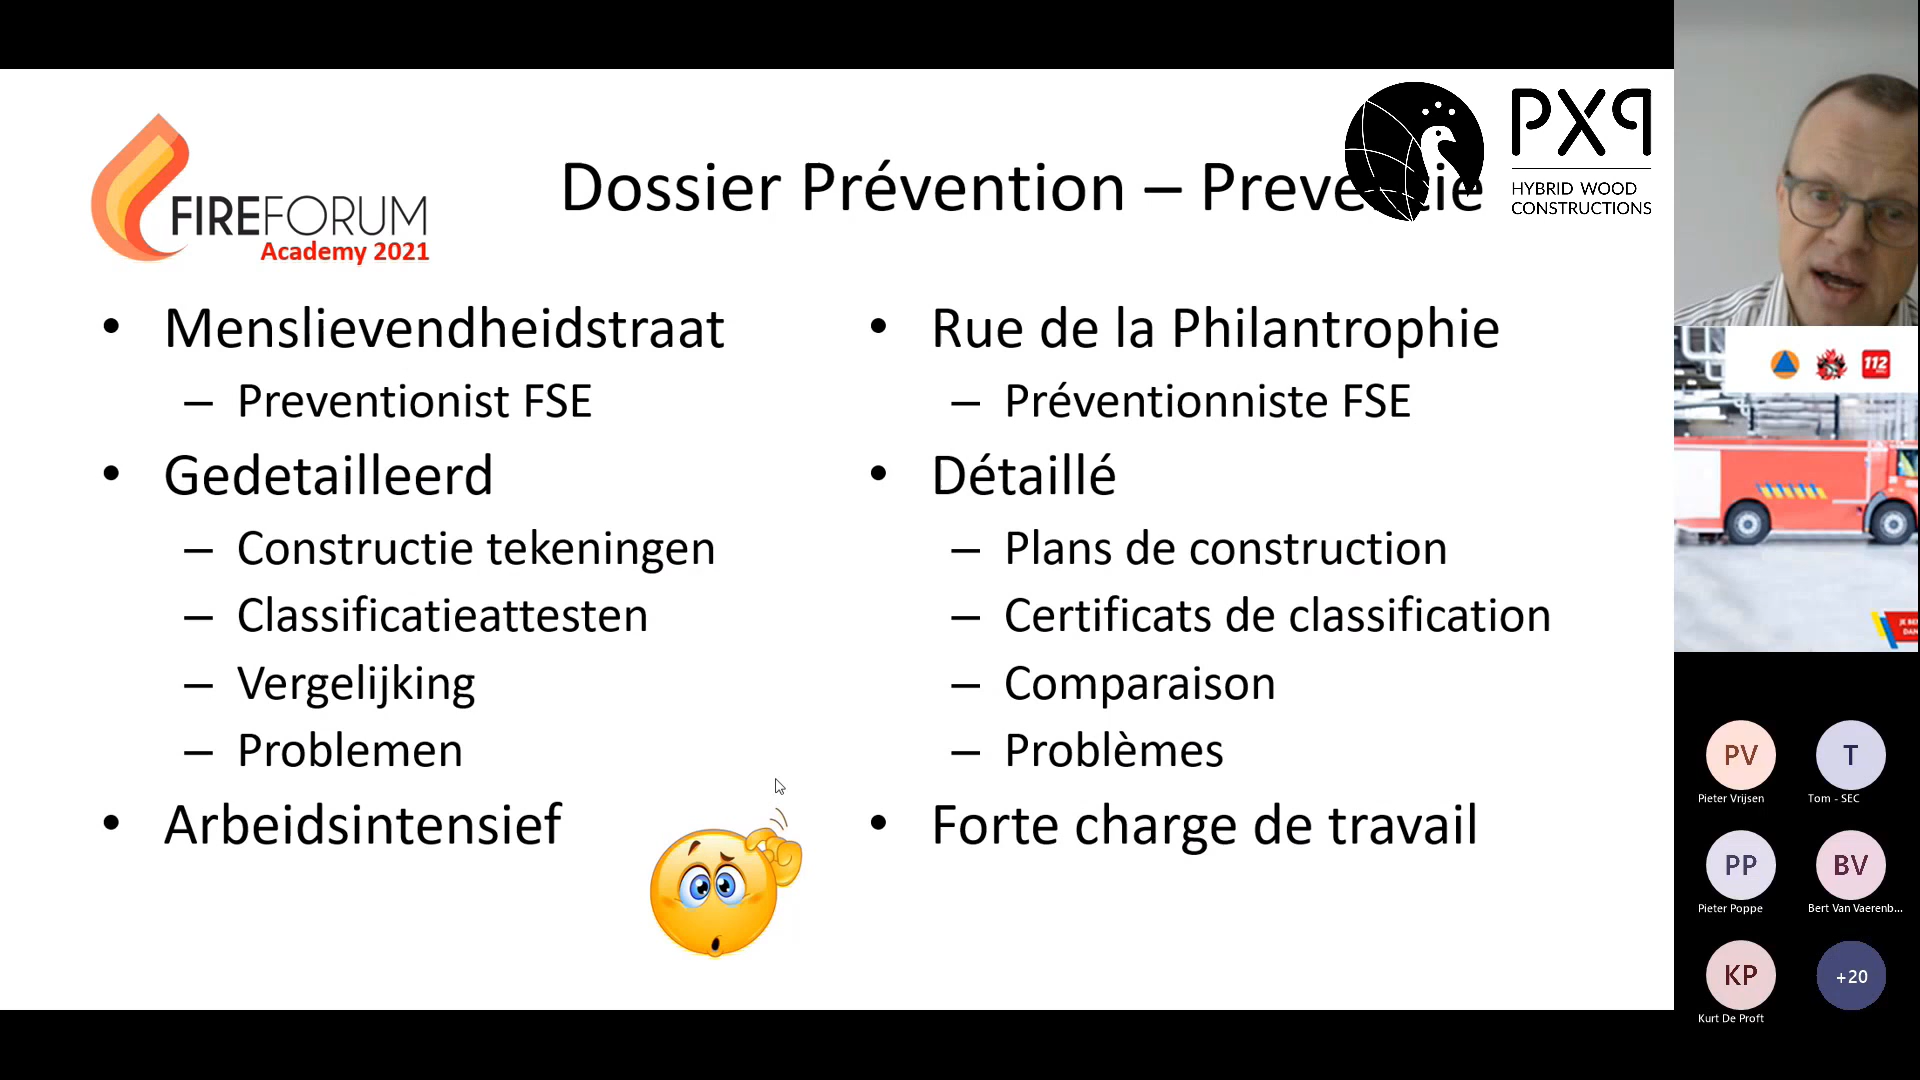 FIREFORUM
Academy 2021
Dossier Prévention – Preventie
PXP
HYBRID WOOD
CONSTRUCTIONS
• Menslievendheidstraat
– Preventionist FSE
• Gedetailleerd
– Constructie tekeningen
– Classificatieattesten
– Vergelijking
– Problemen
• Arbeidsintensief
• Rue de la Philantrophie
– Préventionniste FSE
• Détaillé
– Plans de construction
– Certificats de classification
– Comparaison
– Problèmes
• Forte charge de travail
112
PV
Pieter Vrijsen
T
Tom - SEC
PP
Pieter Poppe
BV
Bert Van Vaerenb...
KP
Kurt De Proft
+20